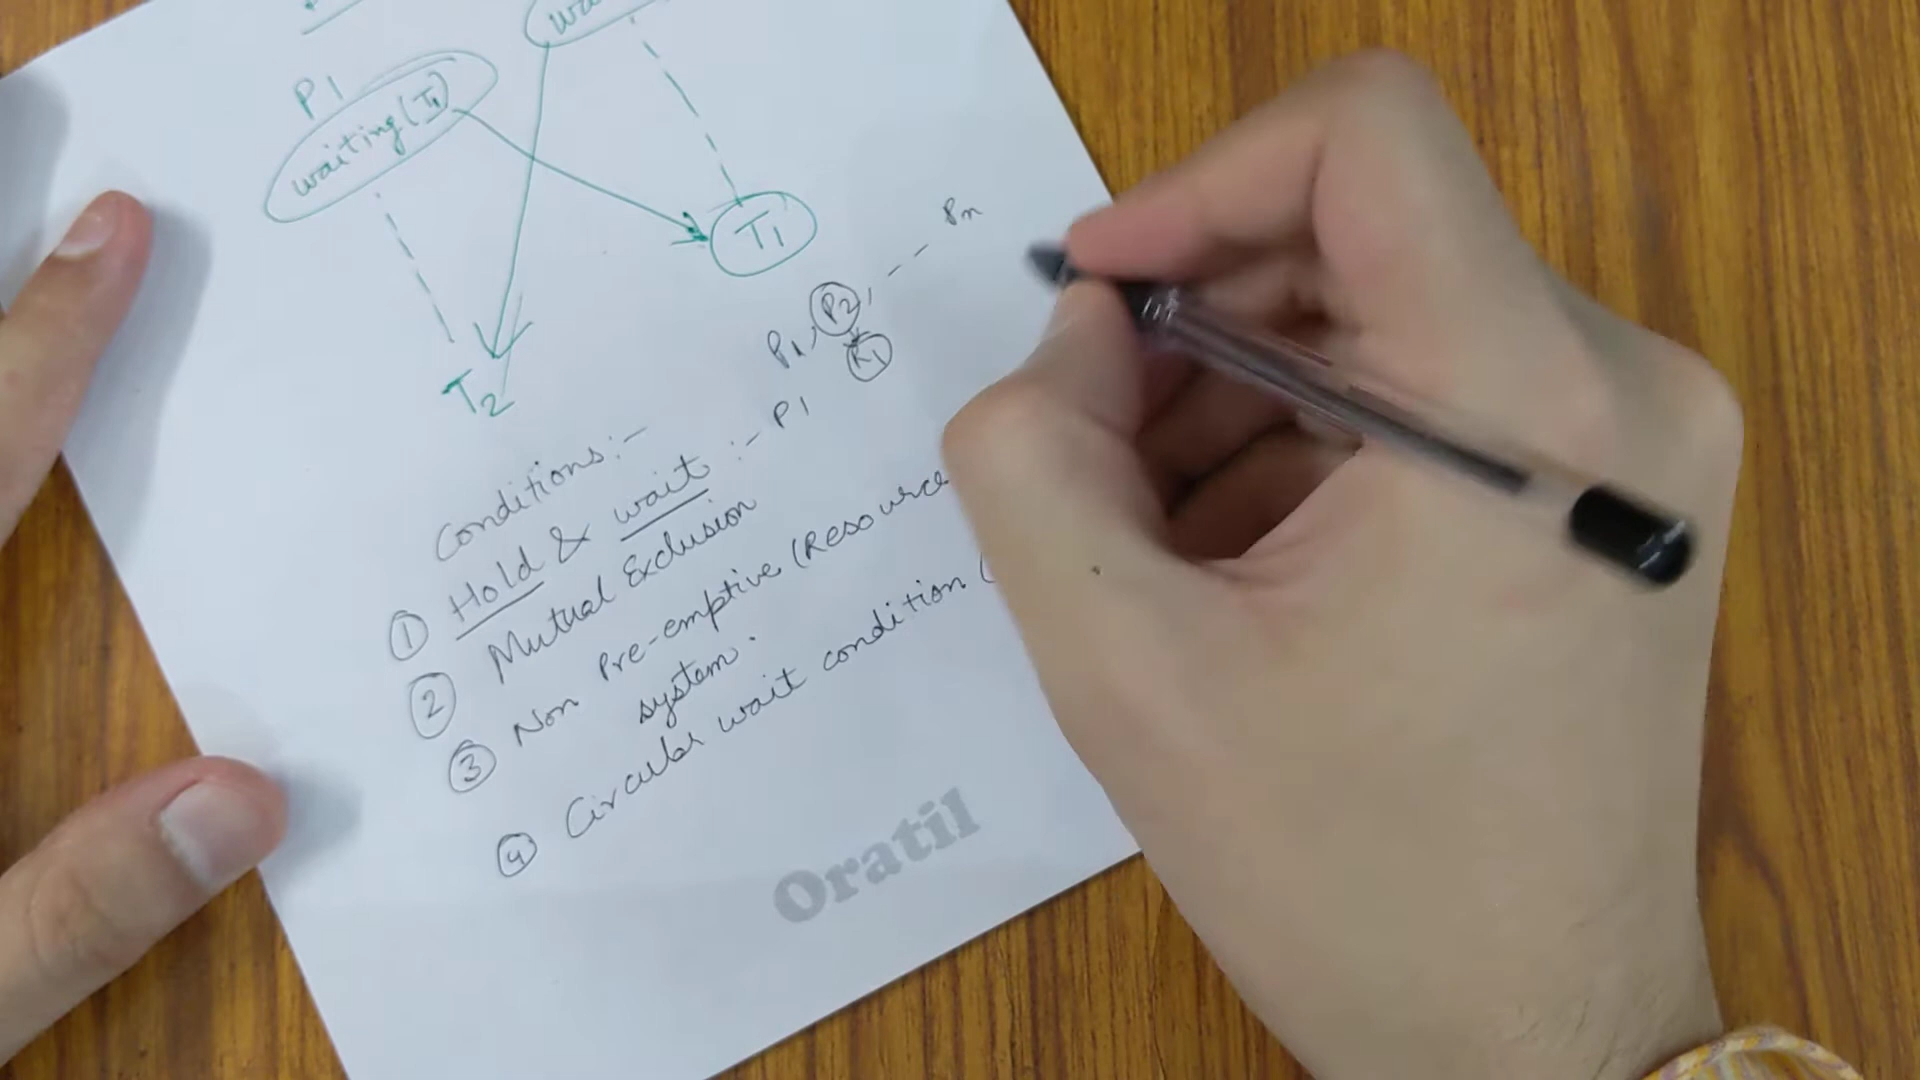 P1
waiting (T1)
T1
T2
P1, P2, -- Pn
R1
Conditions:-
① Hold & wait :- P1
② Mutual Exclusion
③ Non Pre-emptive (Resource
system.
④ Circular wait condition (
Oratil